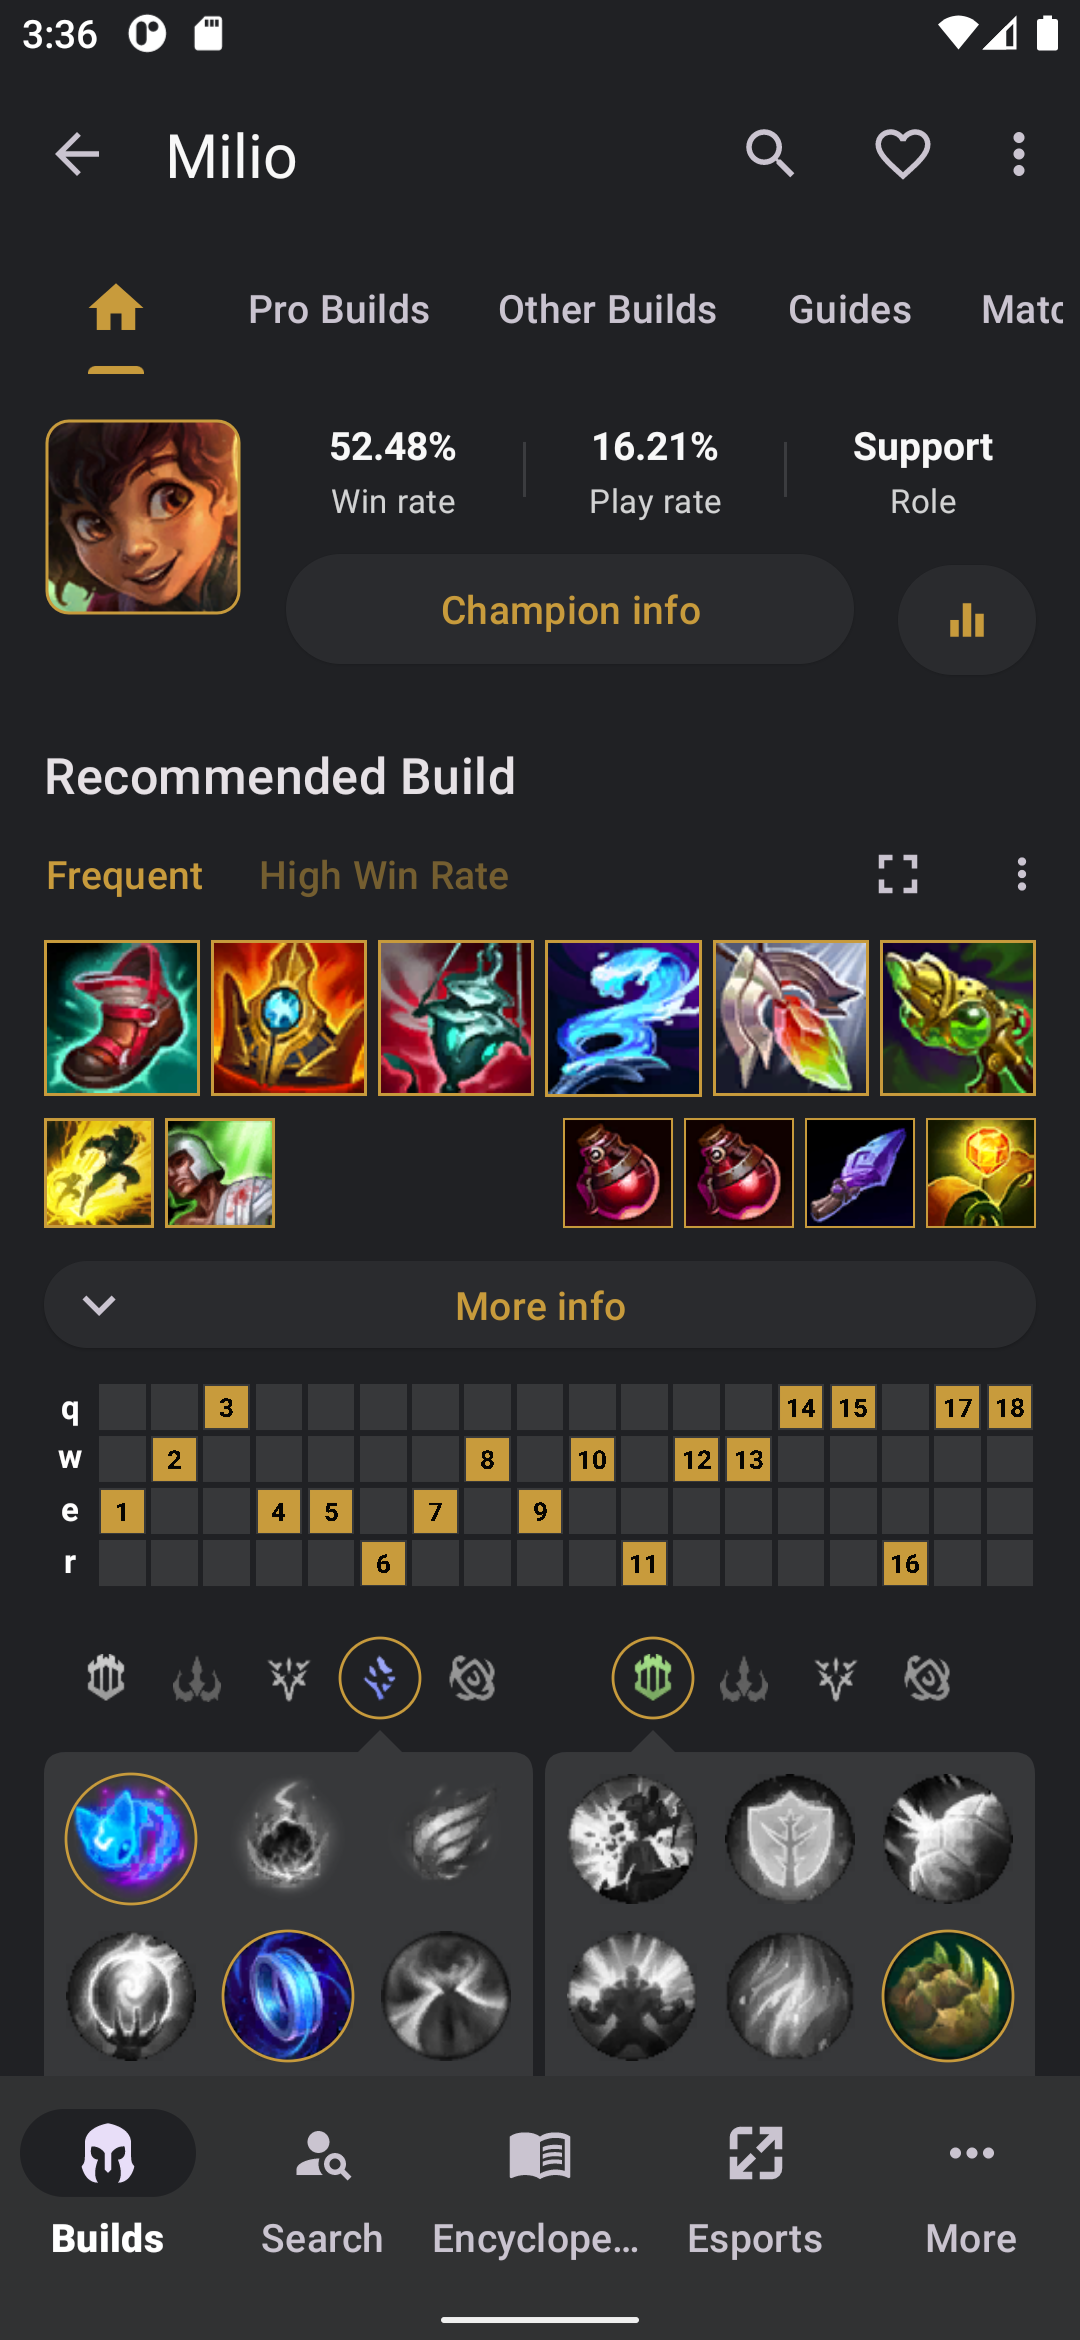 3:36
Milio
Pro Builds Other Builds Guides Matc
52.48% 16.21% Support
Win rate Play rate Role
Champion info
Recommended Build
Frequent High Win Rate
More info
q 3 14 15 17 18
w 2 8 10 12 13
e 1 4 5 7 9
r 6 11 16
Builds Search Encyclope... Esports More